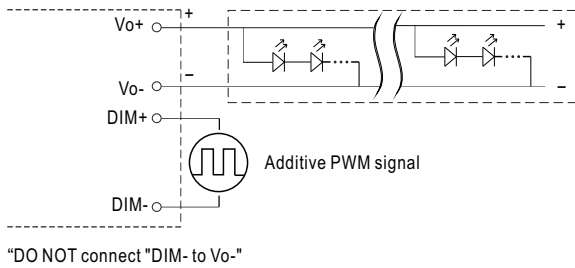 Vo+ + +
Vo- - -
DIM+
Additive PWM signal
DIM-
“DO NOT connect "DIM- to Vo-"